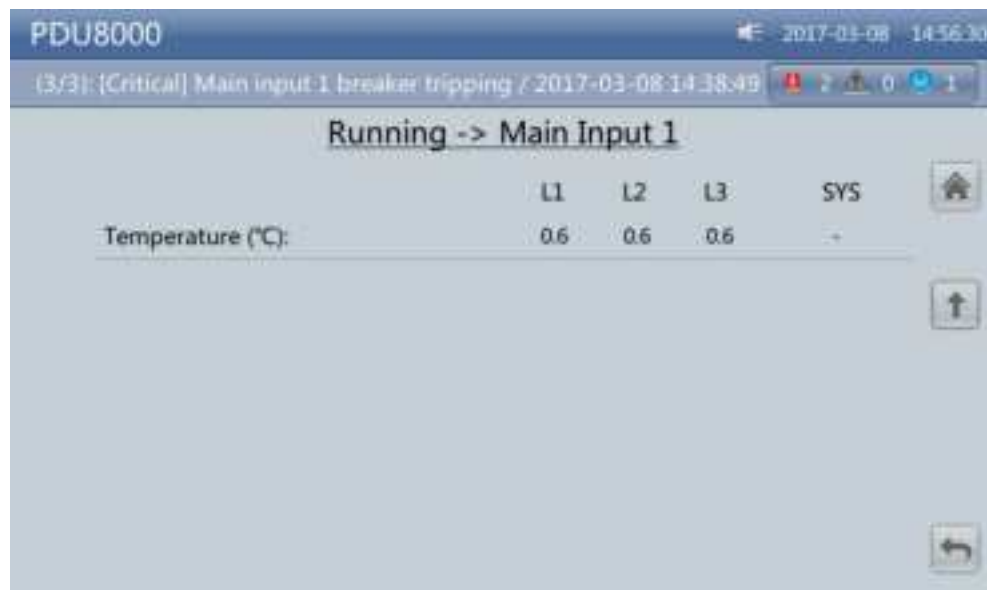 PDU8000 2017-03-08 14:56:30
(3/3): [Critical] Main input 1 breaker tripping / 2017-03-08 14:38:49 2 0 1
Running -> Main Input 1
L1 L2 L3 SYS
Temperature (℃): 0.6 0.6 0.6 -